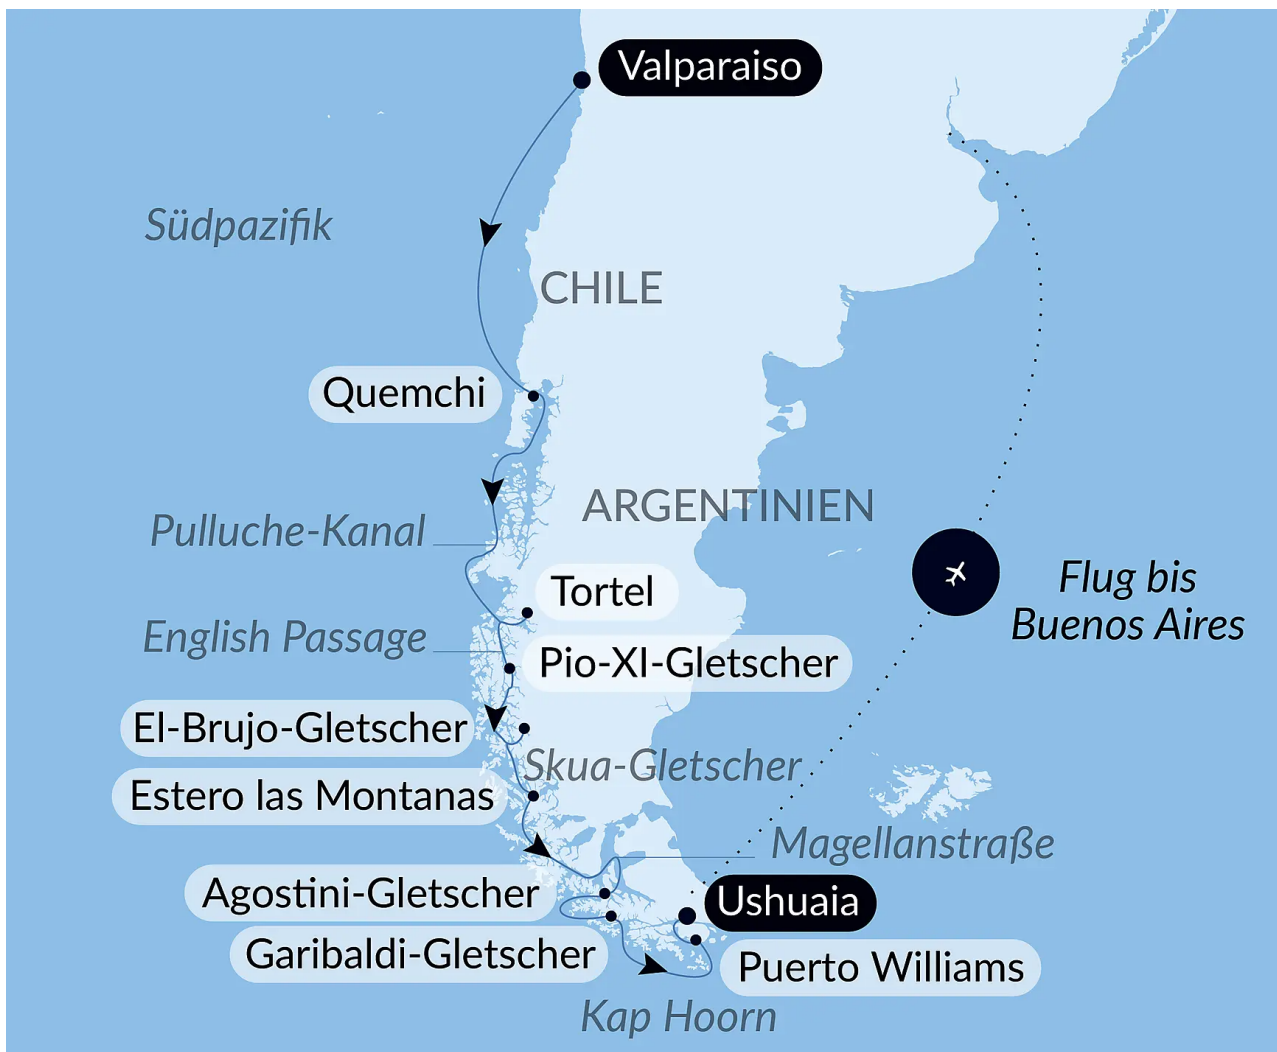 Valparaiso
Südpazifik
CHILE
Quemchi
ARGENTINIEN
Pulluche-Kanal
Tortel
Flug bis
Buenos Aires
English Passage
Pio-XI-Gletscher
El-Brujo-Gletscher
Skua-Gletscher
Estero las Montanas
Magellanstraße
Agostini-Gletscher
Ushuaia
Garibaldi-Gletscher
Puerto Williams
Kap Hoorn